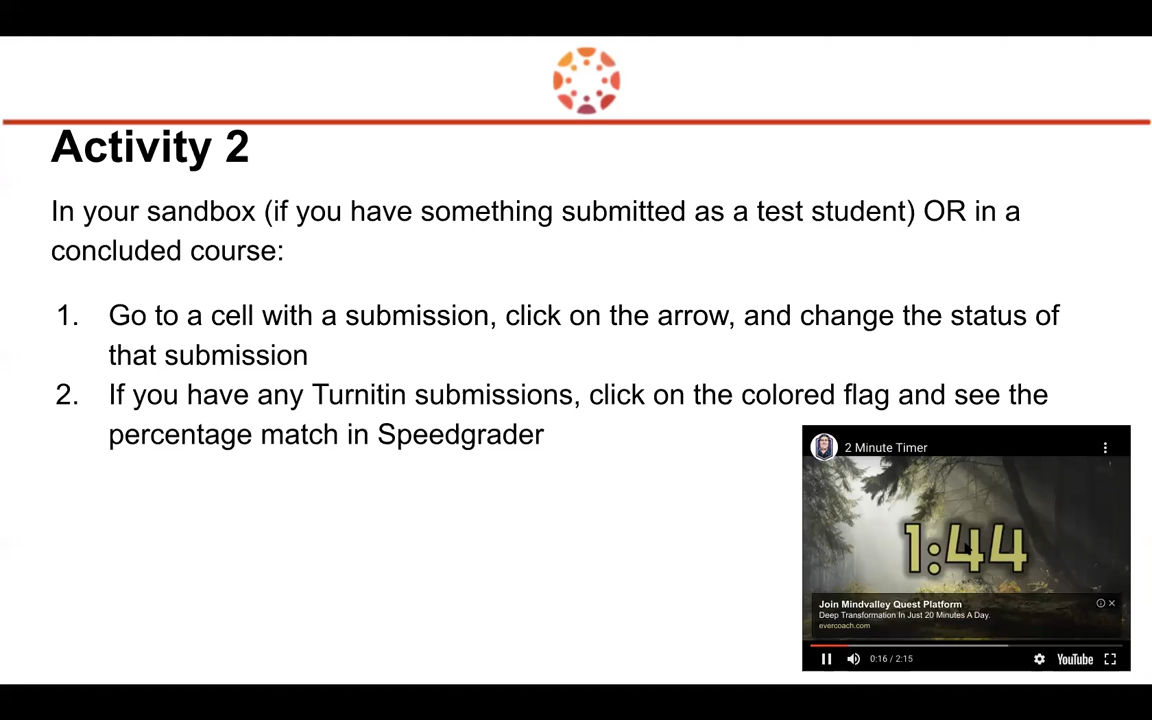 Activity 2
In your sandbox (if you have something submitted as a test student) OR in a
concluded course:
1. Go to a cell with a submission, click on the arrow, and change the status of
that submission
2. If you have any Turnitin submissions, click on the colored flag and see the
percentage match in Speedgrader
2 Minute Timer
1:44
Join Mindvalley Quest Platform
Deep Transformation In Just 20 Minutes A Day.
evercoach.com
0:16 / 2:15
YouTube